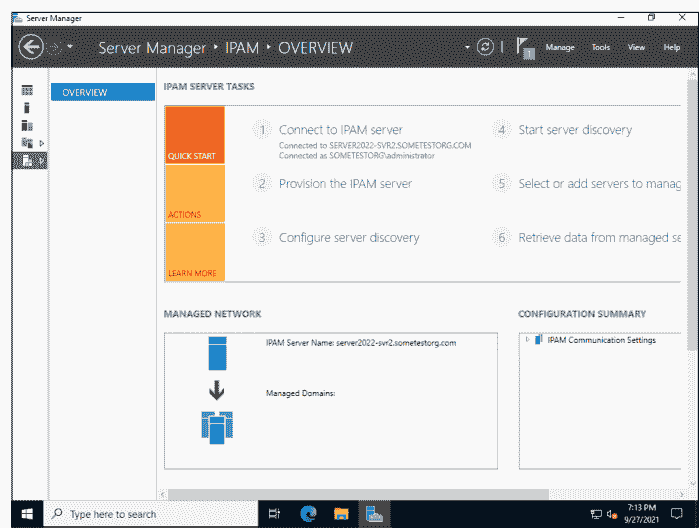 Server Manager
Server Manager ‣ IPAM ‣ OVERVIEW
1
Manage Tools View Help
OVERVIEW
IPAM SERVER TASKS
QUICK START
ACTIONS
LEARN MORE
1 Connect to IPAM server
Connected to SERVER2022-SVR2.SOMETESTORG.COM
Connected as SOMETESTORG\administrator
2 Provision the IPAM server
3 Configure server discovery
4 Start server discovery
5 Select or add servers to manag
6 Retrieve data from managed se
MANAGED NETWORK
IPAM Server Name: server2022-svr2.sometestorg.com
Managed Domains:
CONFIGURATION SUMMARY
IPAM Communication Settings
Type here to search
7:13 PM
9/27/2021